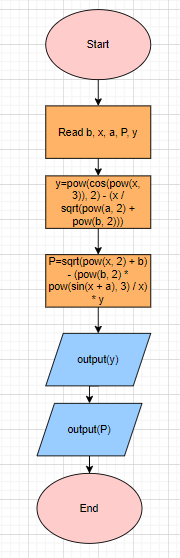 Start
Read b, x, a, P, y
y=pow(cos(pow(x,
3)), 2) - (x /
sqrt(pow(a, 2) +
pow(b, 2)))
P=sqrt(pow(x, 2) + b)
- (pow(b, 2) *
pow(sin(x + a), 3) / x)
* y
output(y)
output(P)
End